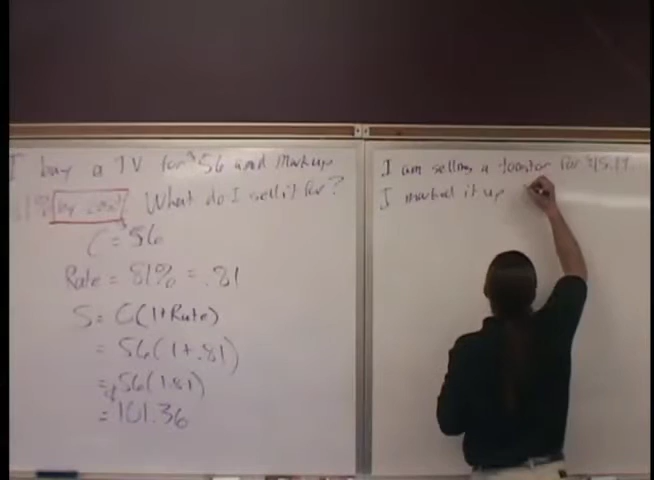 I buy a TV for $56 and markup
81% by cost. What do I sell it for?
C = $56
Rate = 81% = .81
S = C(1+Rate)
= 56(1+.81)
= 56(1.81)
= $101.36
I am selling a toaster for
I marked it up